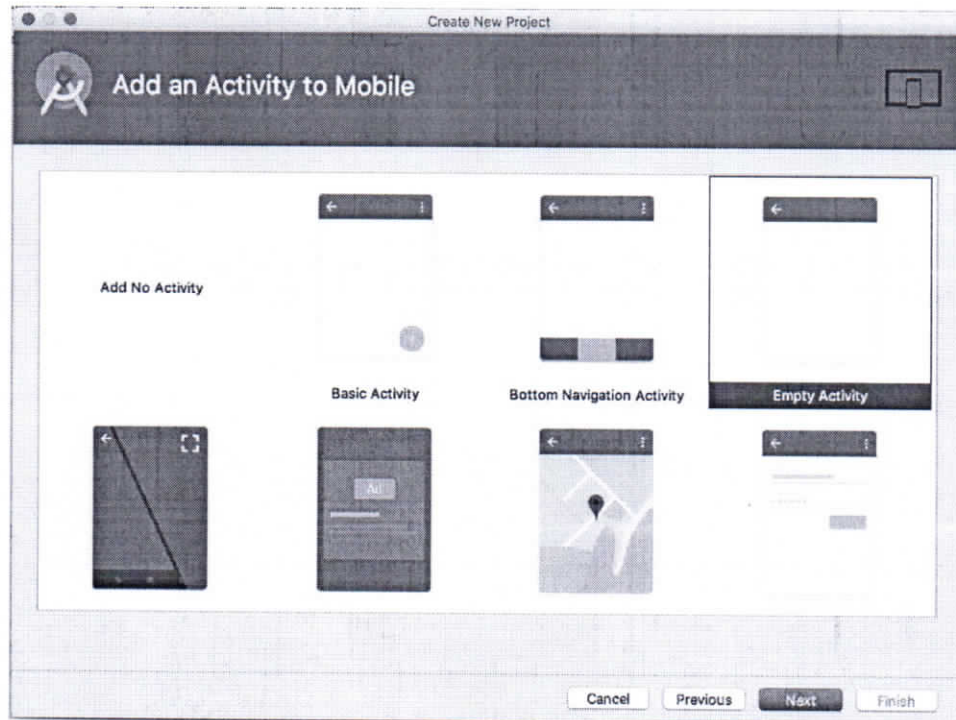 Create New Project
Add an Activity to Mobile
Add No Activity
Basic Activity
Bottom Navigation Activity
Empty Activity
Ad
Cancel
Previous
Next
Finish